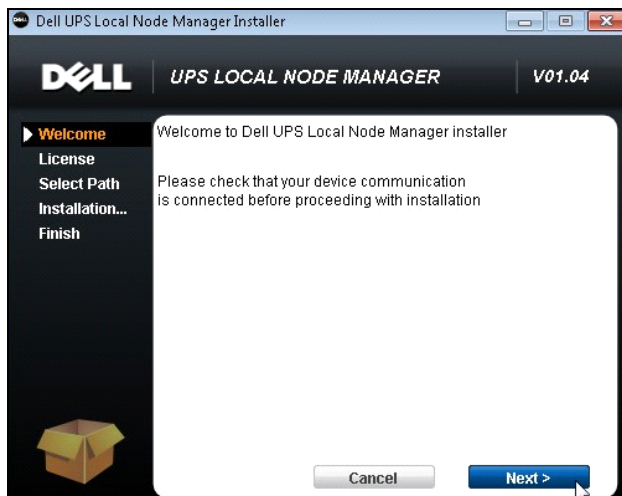 Dell UPS Local Node Manager Installer
DELL
UPS LOCAL NODE MANAGER
V01.04
Welcome
License
Select Path
Installation...
Finish
Welcome to Dell UPS Local Node Manager installer
Please check that your device communication
is connected before proceeding with installation
Cancel
Next >